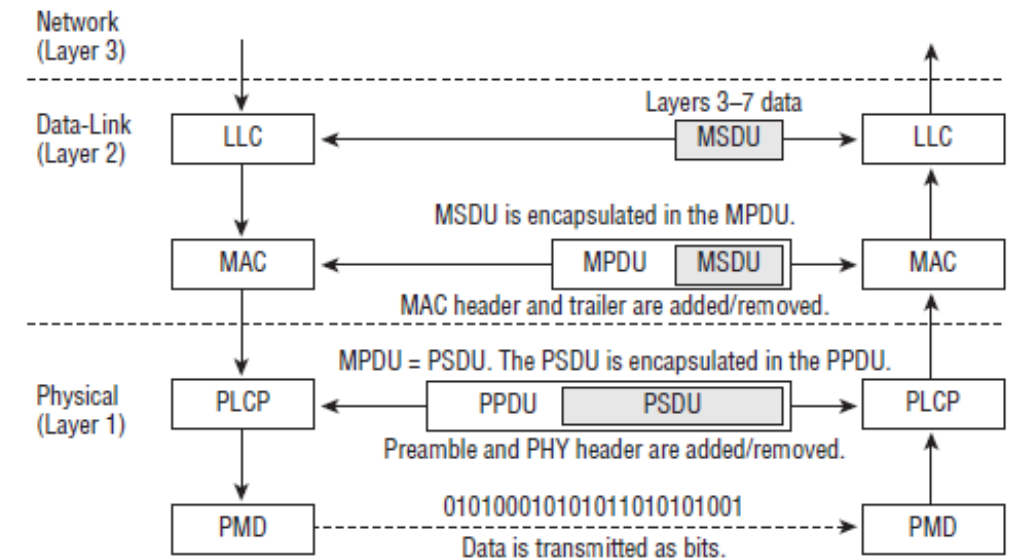 Network
(Layer 3)
Layers 3–7 data
Data-Link
(Layer 2)
LLC
MSDU
LLC
MSDU is encapsulated in the MPDU.
MAC
MPDU
MSDU
MAC
MAC header and trailer are added/removed.
MPDU = PSDU. The PSDU is encapsulated in the PPDU.
Physical
(Layer 1)
PLCP
PPDU
PSDU
PLCP
Preamble and PHY header are added/removed.
010100010101011010101001
PMD
PMD
Data is transmitted as bits.